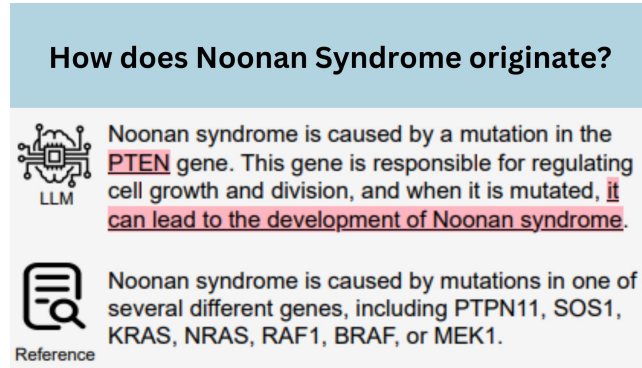 How does Noonan Syndrome originate?
Noonan syndrome is caused by a mutation in the
PTEN gene. This gene is responsible for regulating
cell growth and division, and when it is mutated, it
can lead to the development of Noonan syndrome.
LLM
Noonan syndrome is caused by mutations in one of
several different genes, including PTPN11, SOS1,
KRAS, NRAS, RAF1, BRAF, or MEK1.
Reference